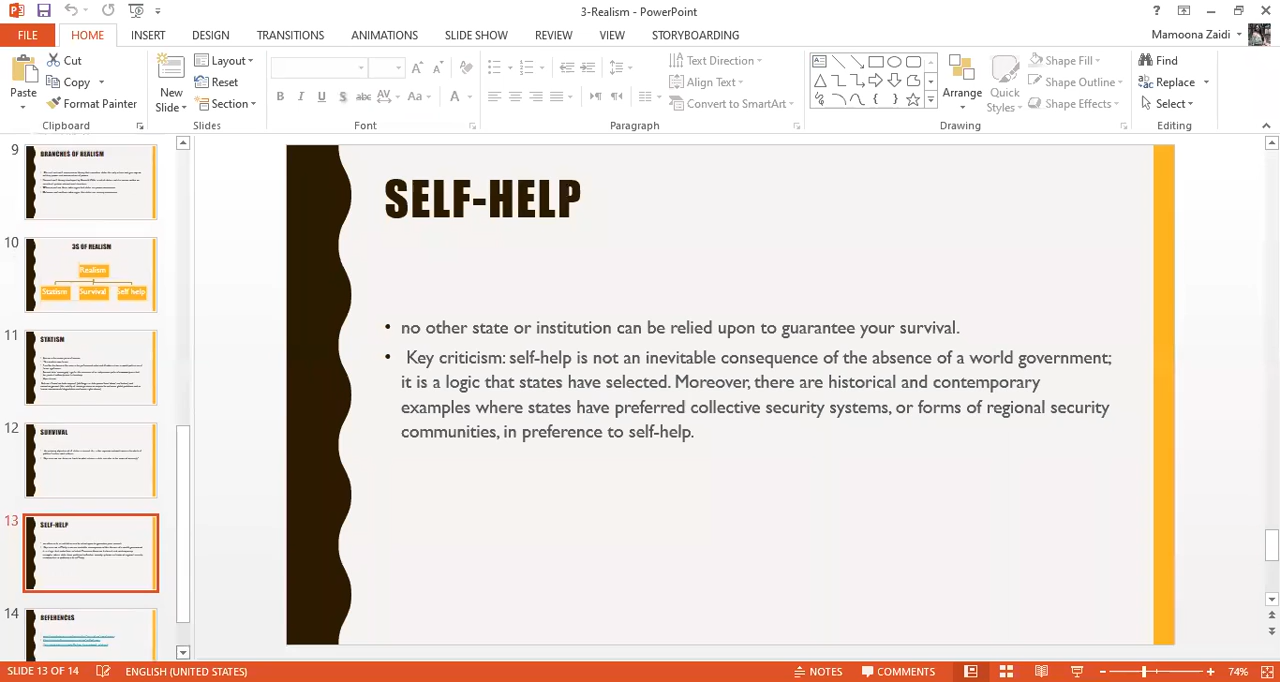 3-Realism - PowerPoint
FILE HOME INSERT DESIGN TRANSITIONS ANIMATIONS SLIDE SHOW REVIEW VIEW STORYBOARDING Mamoona Zaidi
Paste Cut Copy Format Painter
Clipboard
New Slide Layout Reset Section
Slides
B I U S abc AV Aa A
Font
Text Direction Align Text Convert to SmartArt
Paragraph
Arrange Quick Styles Shape Fill Shape Outline Shape Effects
Drawing
Find Replace Select
Editing
9
BRANCHES OF REALISM
10
3S OF REALISM
Realism
Statism Survival Self help
11
STATISM
12
SURVIVAL
13
SELF-HELP
14
REFERENCES
SELF-HELP
• no other state or institution can be relied upon to guarantee your survival.
• Key criticism: self-help is not an inevitable consequence of the absence of a world government;
it is a logic that states have selected. Moreover, there are historical and contemporary
examples where states have preferred collective security systems, or forms of regional security
communities, in preference to self-help.
SLIDE 13 OF 14 ENGLISH (UNITED STATES) NOTES COMMENTS 74%